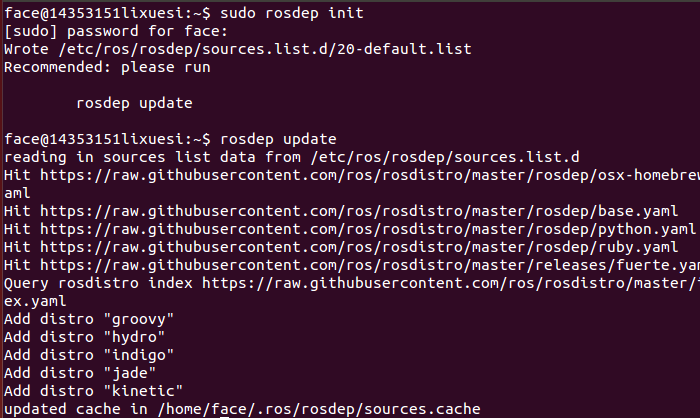 face@14353151lixuesi:~$ sudo rosdep init
[sudo] password for face:
Wrote /etc/ros/rosdep/sources.list.d/20-default.list
Recommended: please run
rosdep update
face@14353151lixuesi:~$ rosdep update
reading in sources list data from /etc/ros/rosdep/sources.list.d
Hit https://raw.githubusercontent.com/ros/rosdistro/master/rosdep/osx-homebrew
aml
Hit https://raw.githubusercontent.com/ros/rosdistro/master/rosdep/base.yaml
Hit https://raw.githubusercontent.com/ros/rosdistro/master/rosdep/python.yaml
Hit https://raw.githubusercontent.com/ros/rosdistro/master/rosdep/ruby.yaml
Hit https://raw.githubusercontent.com/ros/rosdistro/master/releases/fuerte.yam
Query rosdistro index https://raw.githubusercontent.com/ros/rosdistro/master/i
ex.yaml
Add distro "groovy"
Add distro "hydro"
Add distro "indigo"
Add distro "jade"
Add distro "kinetic"
updated cache in /home/face/.ros/rosdep/sources.cache